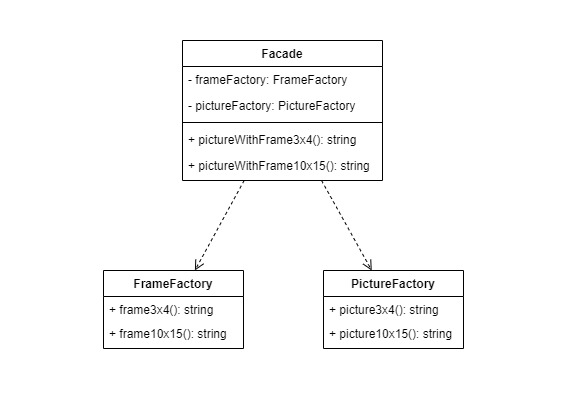 Facade
- frameFactory: FrameFactory
- pictureFactory: PictureFactory
+ pictureWithFrame3x4(): string
+ pictureWithFrame10x15(): string
FrameFactory
+ frame3x4(): string
+ frame10x15(): string
PictureFactory
+ picture3x4(): string
+ picture10x15(): string